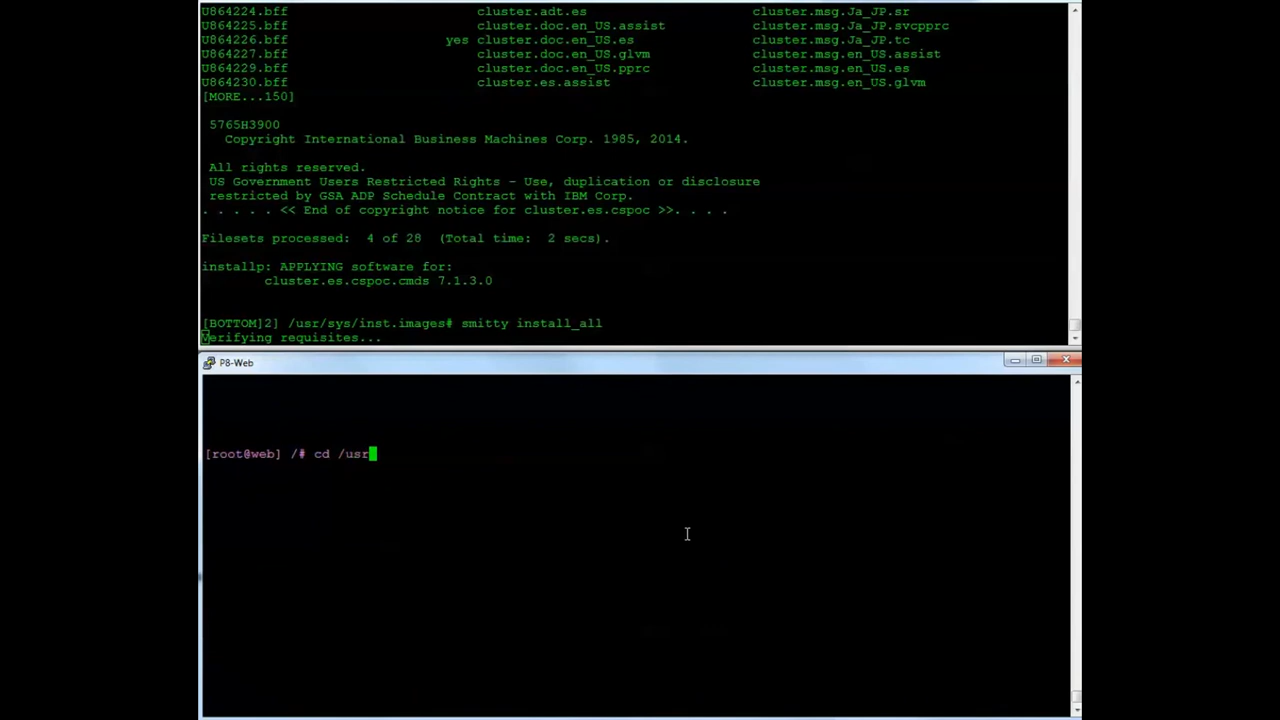 U864224.bff cluster.adt.es cluster.msg.Ja_JP.sr
U864225.bff cluster.doc.en_US.assist cluster.msg.Ja_JP.svcpprc
U864226.bff yes cluster.doc.en_US.es cluster.msg.Ja_JP.tc
U864227.bff cluster.doc.en_US.glvm cluster.msg.en_US.assist
U864229.bff cluster.doc.en_US.pprc cluster.msg.en_US.es
U864230.bff cluster.es.assist cluster.msg.en_US.glvm
[MORE...150]
5765H3900
Copyright International Business Machines Corp. 1985, 2014.
All rights reserved.
US Government Users Restricted Rights - Use, duplication or disclosure
restricted by GSA ADP Schedule Contract with IBM Corp.
. . . . . << End of copyright notice for cluster.es.cspoc >>. . . .
Filesets processed: 4 of 28 (Total time: 2 secs).
installp: APPLYING software for:
cluster.es.cspoc.cmds 7.1.3.0
[BOTTOM]2] /usr/sys/inst.images# smitty install_all
Verifying requisites...
P8-Web
[root@web] /# cd /usr